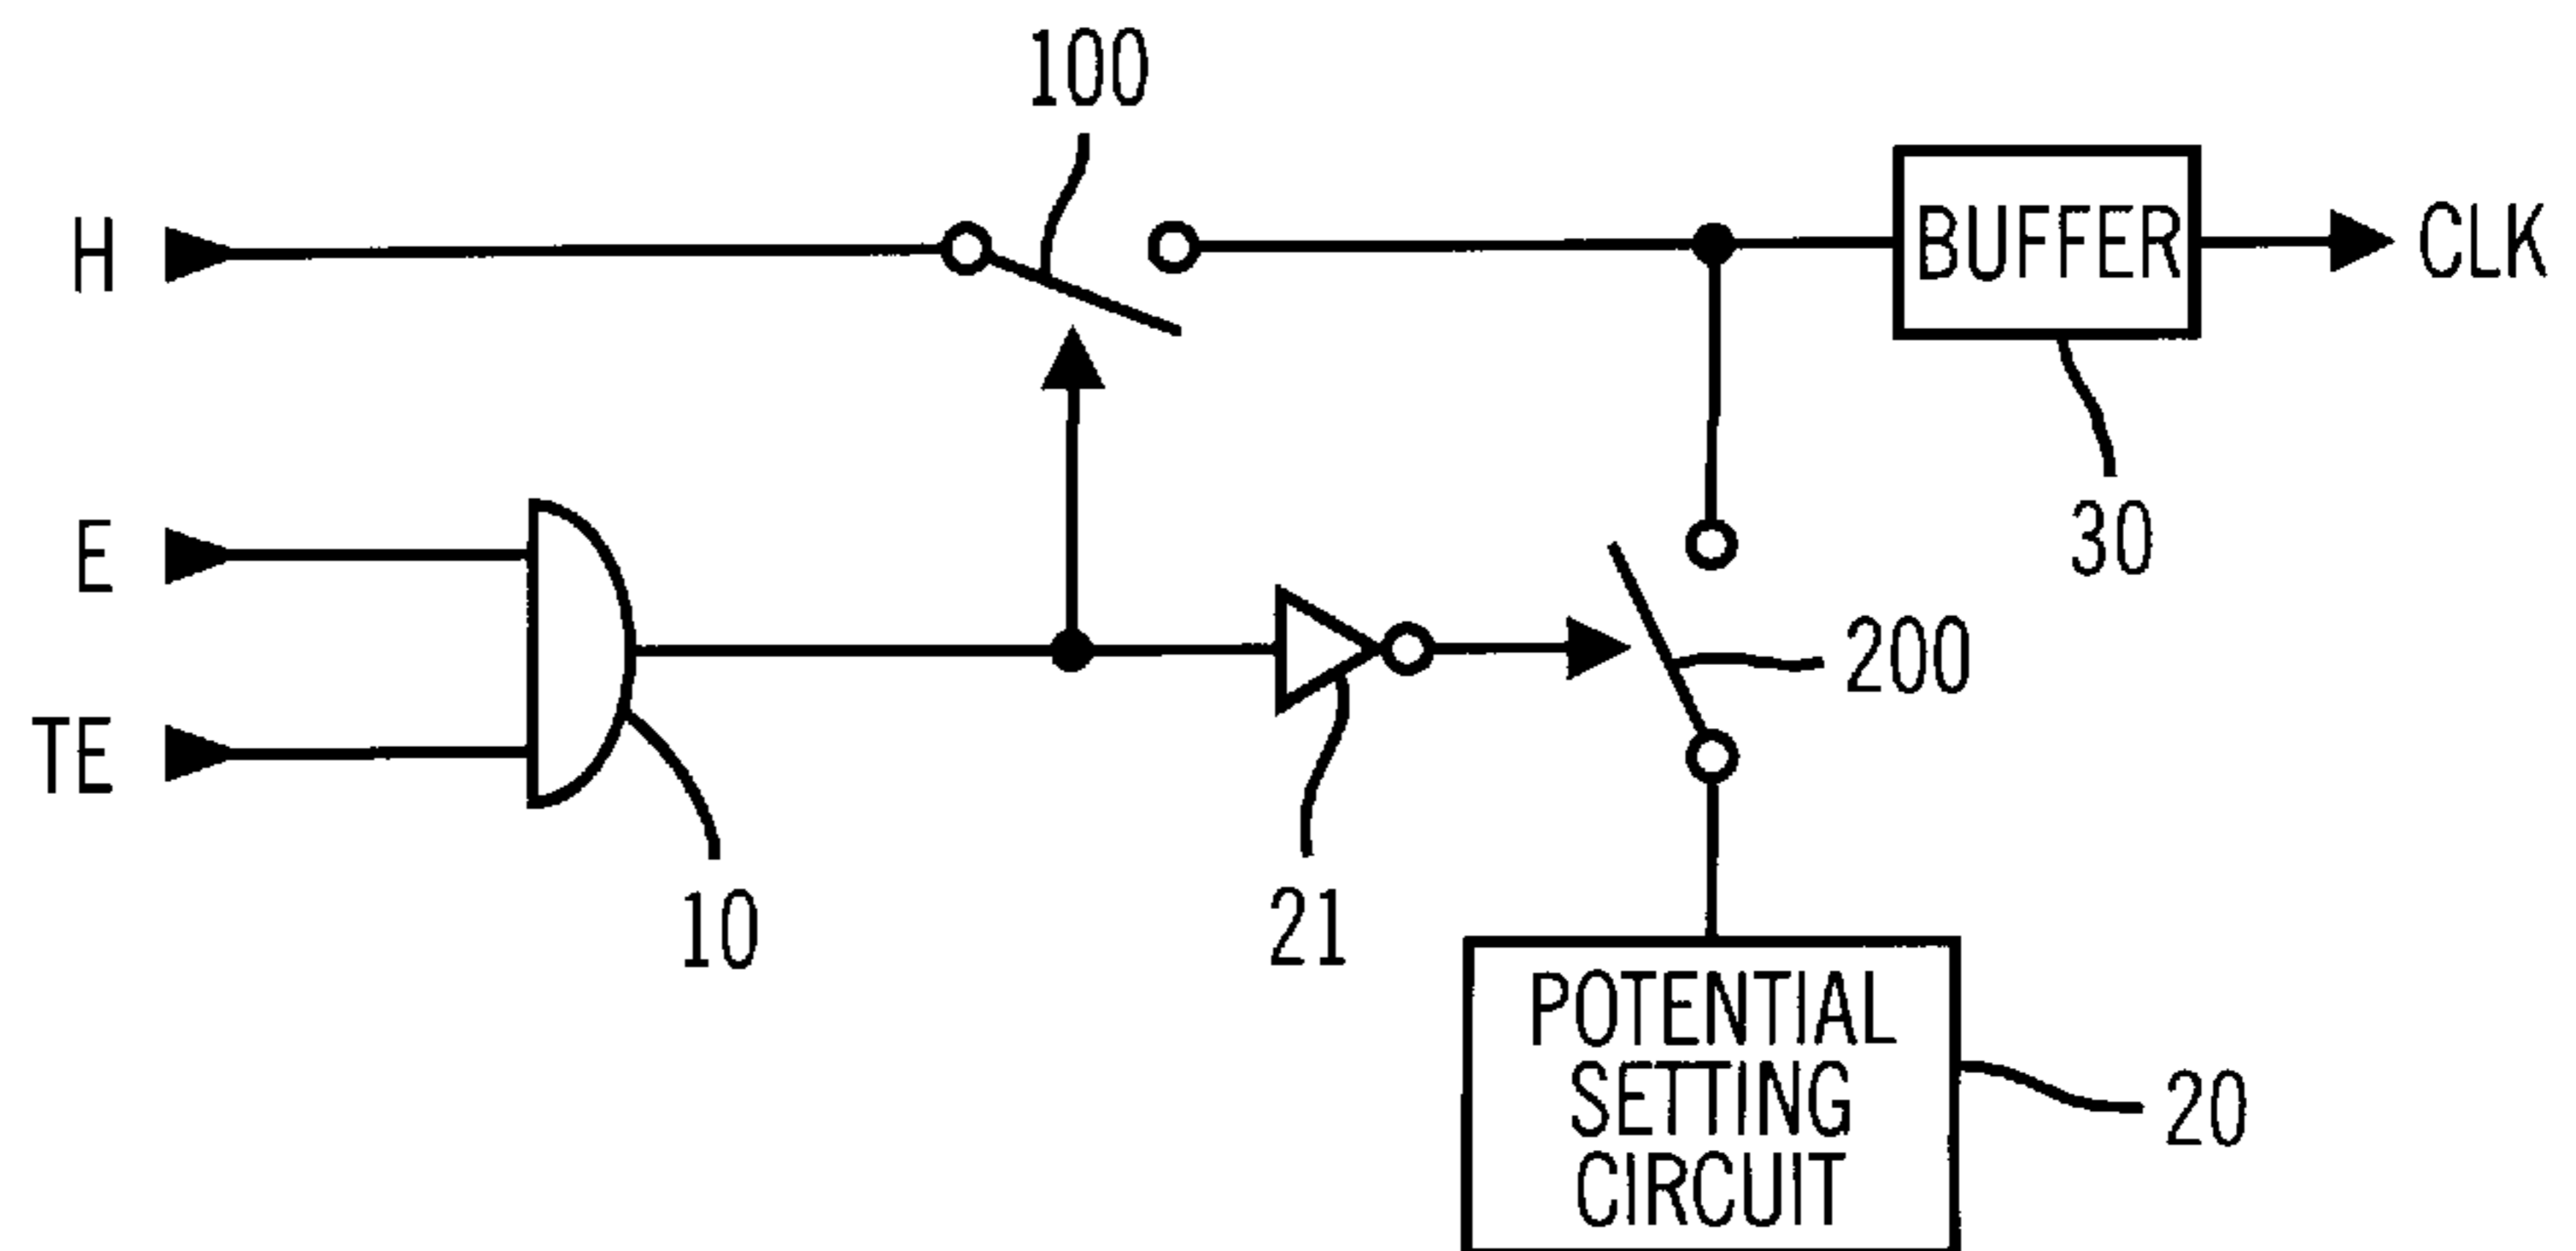 100
H
BUFFER
CLK
E
30
200
TE
10
21
POTENTIAL
SETTING
CIRCUIT
20